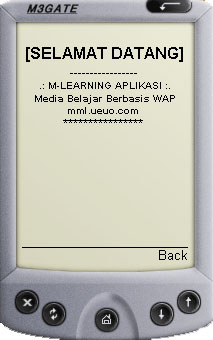 M3GATE
[SELAMAT DATANG]
-----------------
.: M-LEARNING APLIKASI :.
Media Belajar Berbasis WAP
mml.ueuo.com
****************
Back